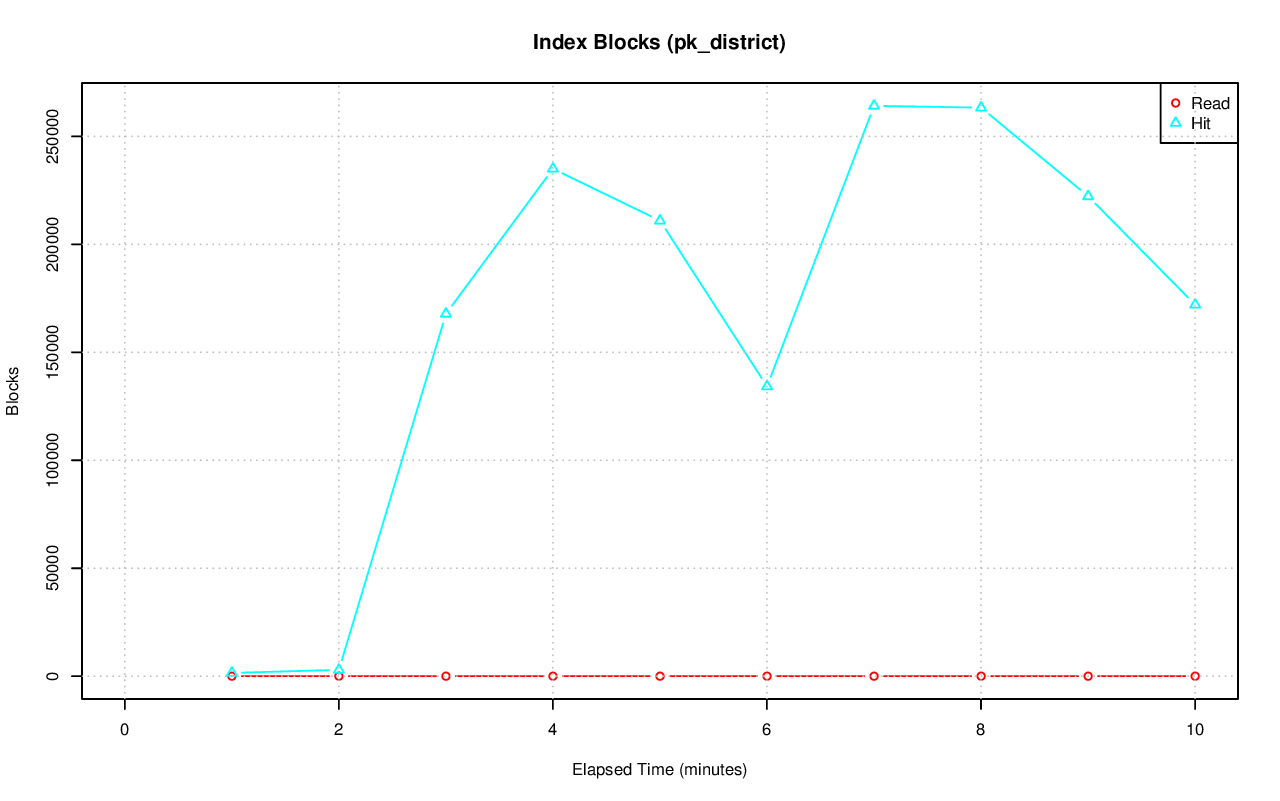 Index Blocks (pk_district)
Read
Hit
Blocks
250000
200000
150000
100000
50000
0
0 2 4 6 8 10
Elapsed Time (minutes)